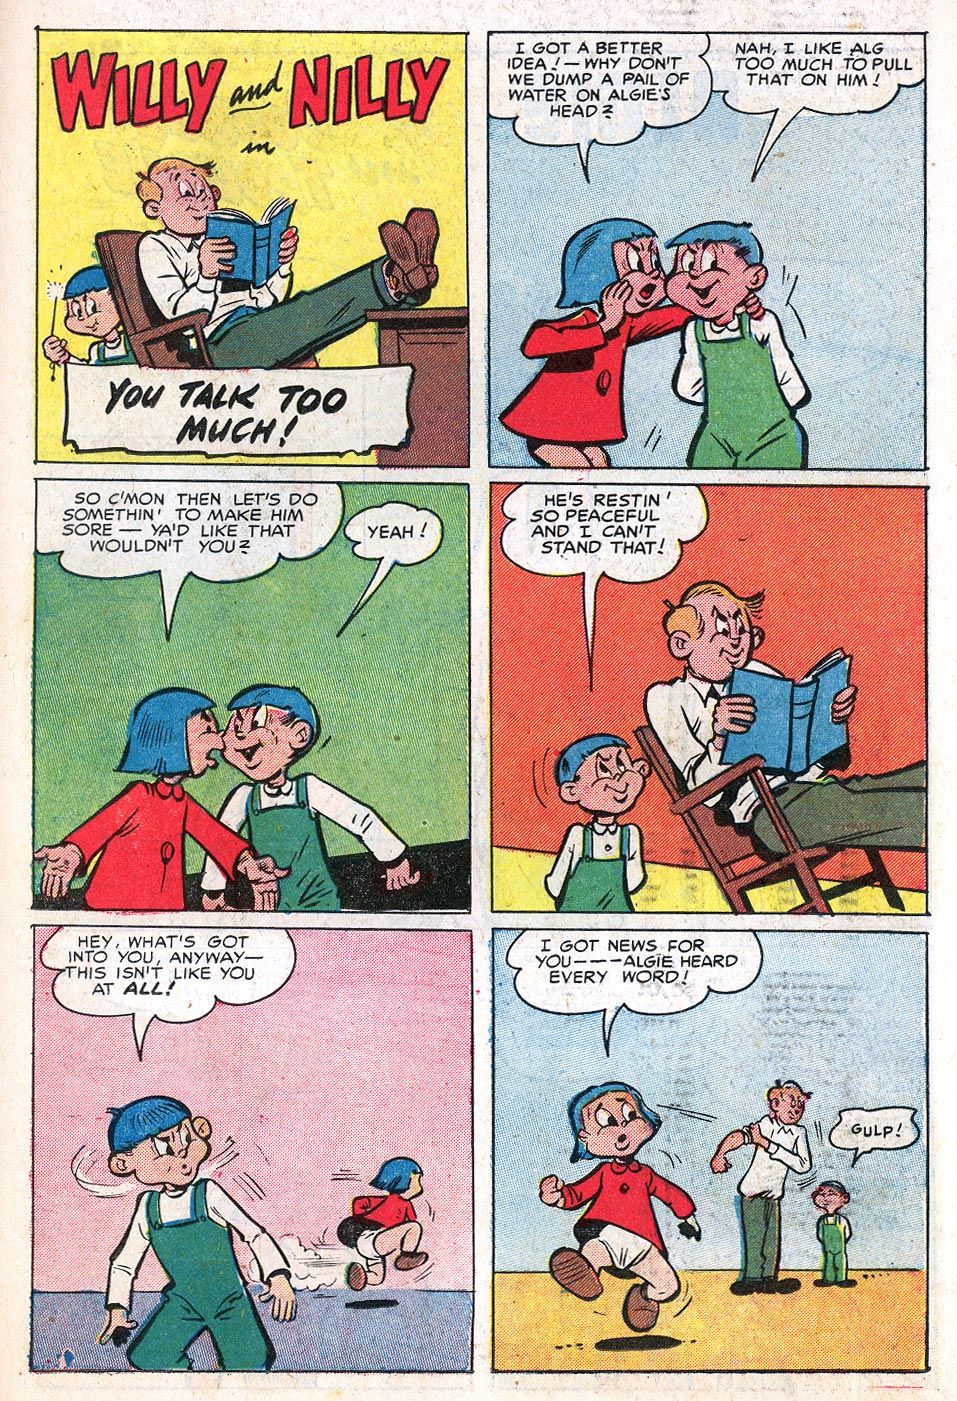 WILLY and NILLY
in
YOU TALK TOO
MUCH!
I GOT A BETTER
IDEA! — WHY DON'T
WE DUMP A PAIL OF
WATER ON ALGIE'S
HEAD?
NAH, I LIKE ALG
TOO MUCH TO PULL
THAT ON HIM!
SO C'MON THEN LET'S DO
SOMETHIN' TO MAKE HIM
SORE — YA'D LIKE THAT
WOULDN'T YOU?
YEAH!
HE'S RESTIN'
SO PEACEFUL
AND I CAN'T
STAND THAT!
HEY, WHAT'S GOT
INTO YOU, ANYWAY—
THIS ISN'T LIKE YOU
AT ALL!
I GOT NEWS FOR
YOU — — — ALGIE HEARD
EVERY WORD!
GULP!